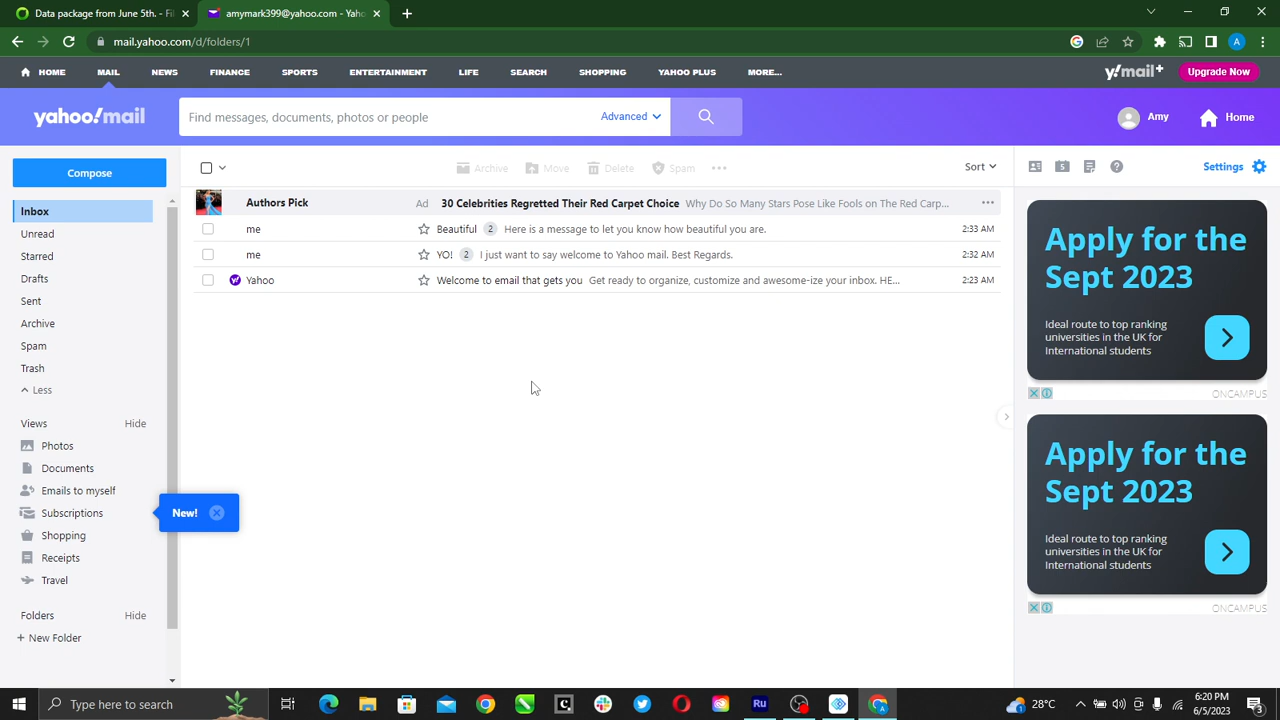 Data package from June 5th. - Fi
amymark399@yahoo.com - Yaho
mail.yahoo.com/d/folders/1
A
HOME
MAIL
NEWS
FINANCE
SPORTS
ENTERTAINMENT
LIFE
SEARCH
SHOPPING
YAHOO PLUS
MORE...
y!mail+
Upgrade Now
yahoo!mail
Find messages, documents, photos or people
Advanced
Amy
Home
Compose
Archive
Move
Delete
Spam
Sort
Settings
Inbox
Unread
Starred
Drafts
Sent
Archive
Spam
Trash
Less
Views Hide
Photos
Documents
Emails to myself
Subscriptions
New!
Shopping
Receipts
Travel
Folders Hide
+ New Folder
Authors Pick Ad 30 Celebrities Regretted Their Red Carpet Choice Why Do So Many Stars Pose Like Fools on The Red Carp...
me Beautiful 2 Here is a message to let you know how beautiful you are. 2:33 AM
me YO! 2 I just want to say welcome to Yahoo mail. Best Regards. 2:32 AM
Yahoo Welcome to email that gets you Get ready to organize, customize and awesome-ize your inbox. HE... 2:23 AM
Apply for the
Sept 2023
Ideal route to top ranking
universities in the UK for
International students
ONCAMPUS
Apply for the
Sept 2023
Ideal route to top ranking
universities in the UK for
International students
ONCAMPUS
Type here to search
Ru
28°C
6:20 PM
6/5/2023
3